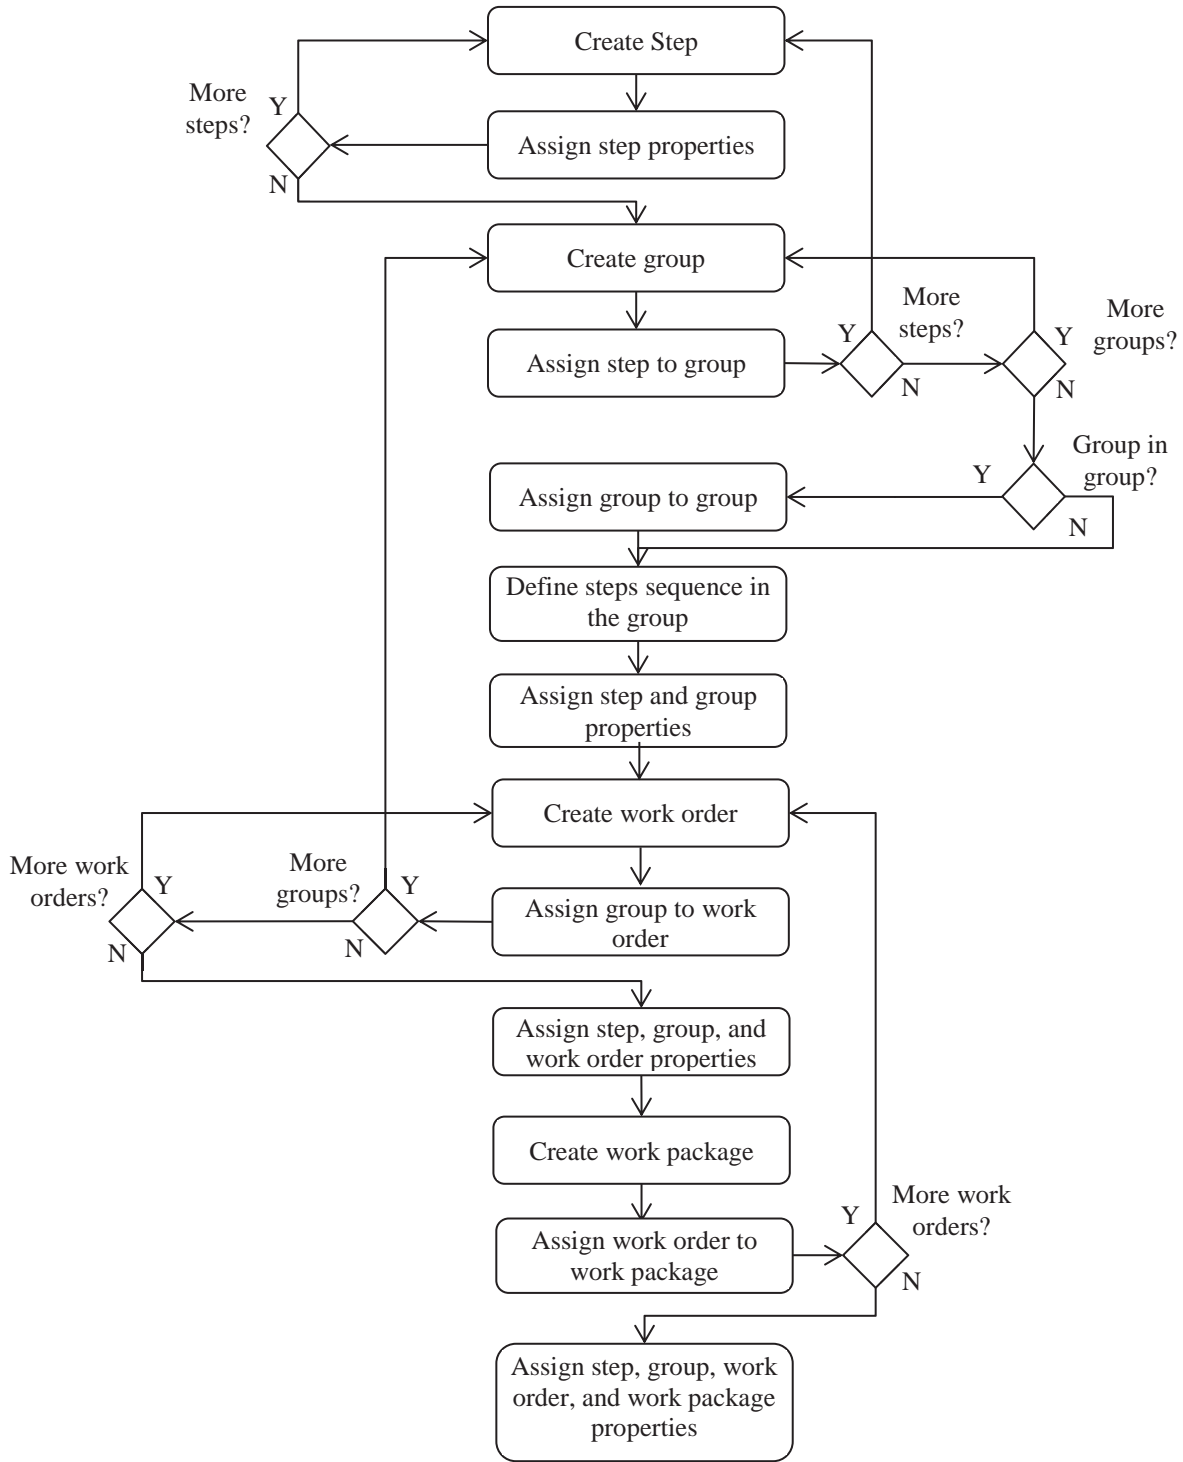 Create Step
More
steps?
Y
Assign step properties
N
Create group
More
steps?
More
groups?
Y
Y
Assign step to group
N
N
Group in
group?
Y
Assign group to group
N
Define steps sequence in
the group
Assign step and group
properties
Create work order
More work
orders?
Y
More
groups?
Y
Assign group to work
order
N
N
Assign step, group, and
work order properties
Create work package
More work
orders?
Y
Assign work order to
work package
N
Assign step, group, work
order, and work package
properties